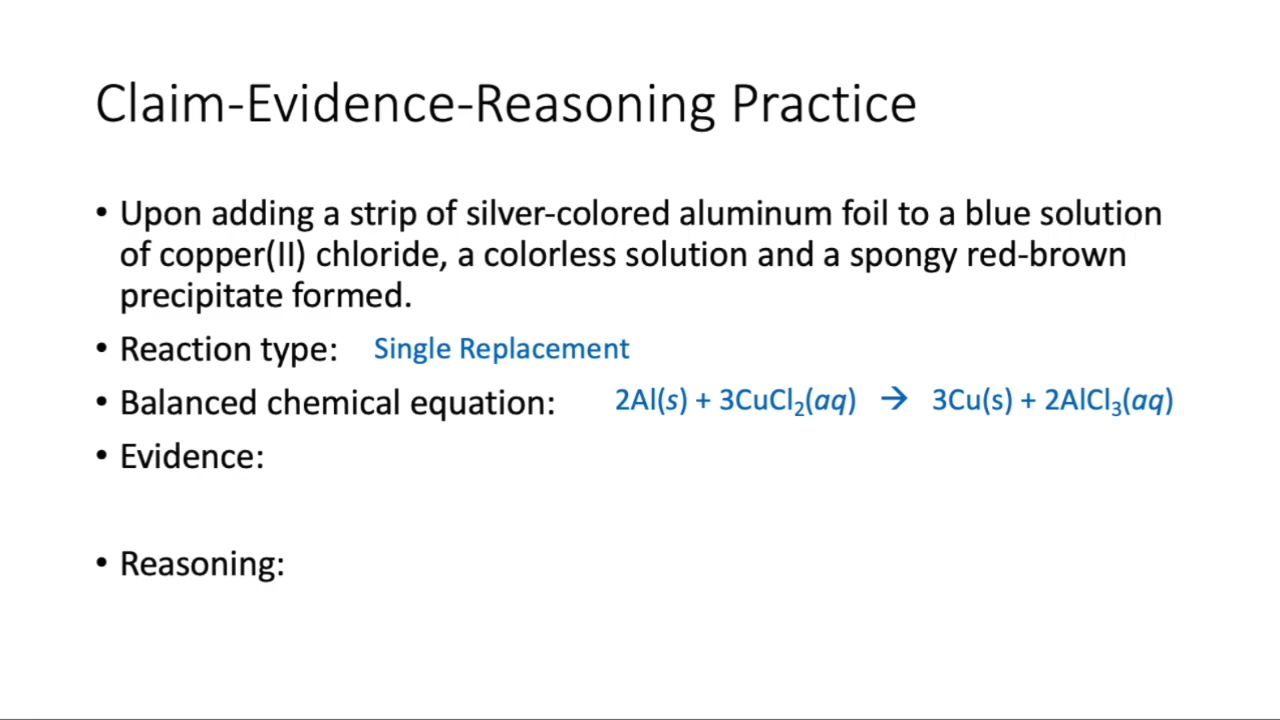 Claim-Evidence-Reasoning Practice
• Upon adding a strip of silver-colored aluminum foil to a blue solution
of copper(II) chloride, a colorless solution and a spongy red-brown
precipitate formed.
• Reaction type: Single Replacement
• Balanced chemical equation: 2Al(s) + 3CuCl₂(aq) → 3Cu(s) + 2AlCl₃(aq)
• Evidence:
• Reasoning: